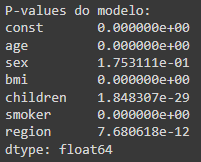 P-values do modelo:
const 0.000000e+00
age 0.000000e+00
sex 1.753111e-01
bmi 0.000000e+00
children 1.848307e-29
smoker 0.000000e+00
region 7.680618e-12
dtype: float64